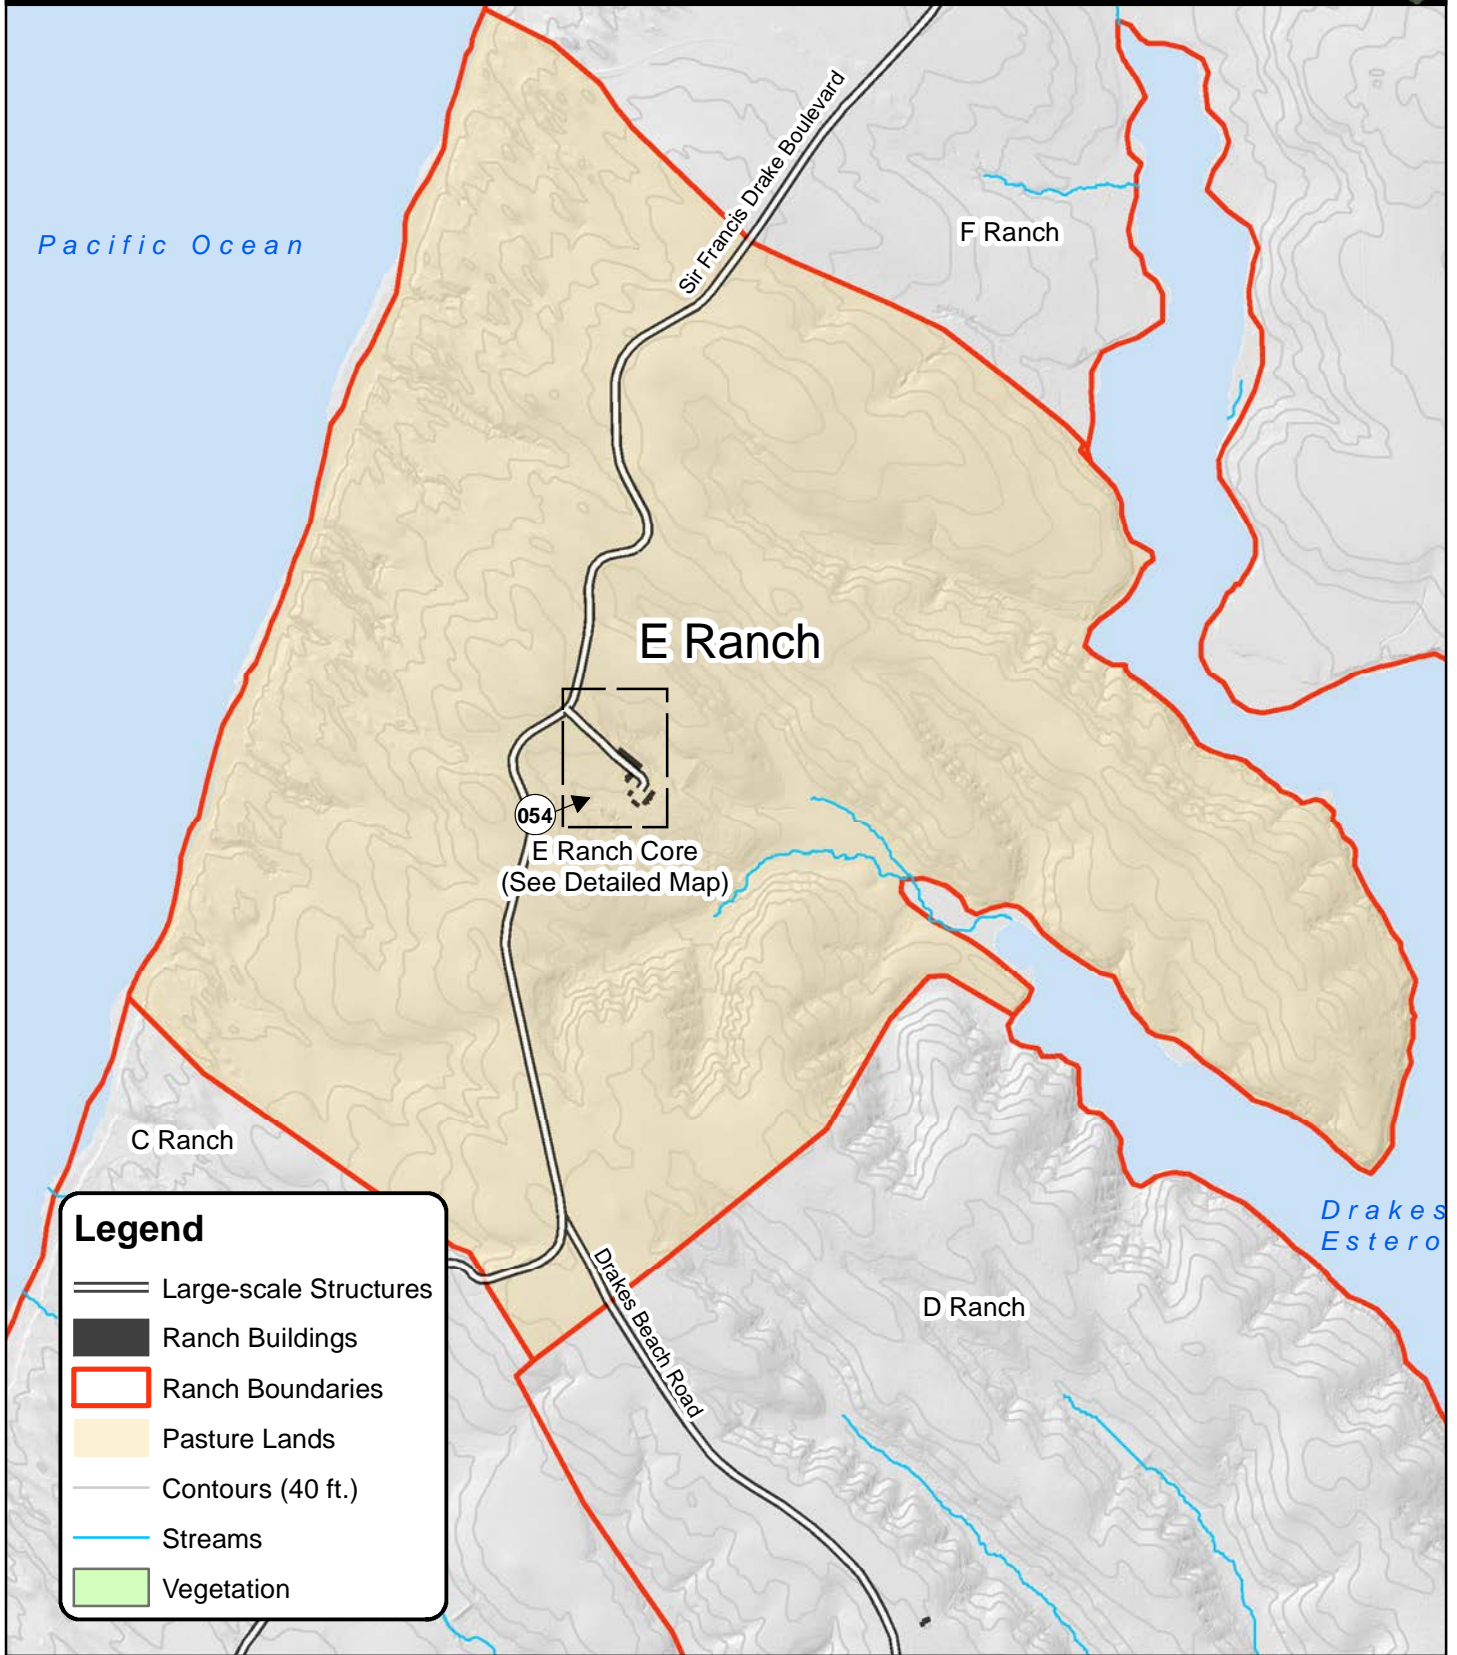 Sir Francis Drake Boulevard
F Ranch
Pacific Ocean
E Ranch
054
E Ranch Core
(See Detailed Map)
C Ranch
Drakes
Estero
D Ranch
Drakes Beach Road
Legend
Large-scale Structures
Ranch Buildings
Ranch Boundaries
Pasture Lands
Contours (40 ft.)
Streams
Vegetation